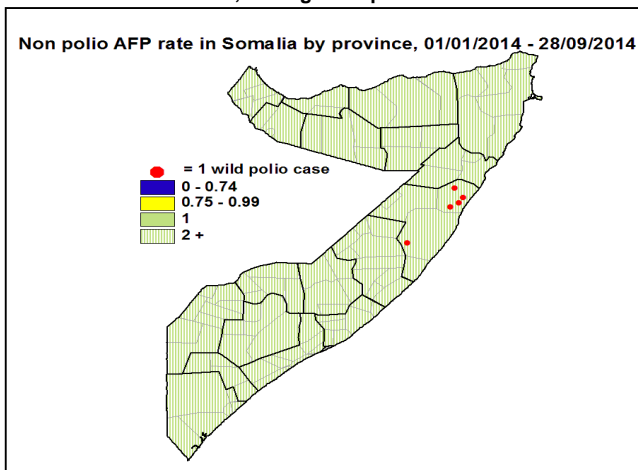 Non polio AFP rate in Somalia by province, 01/01/2014 - 28/09/2014
= 1 wild polio case
0 - 0.74
0.75 - 0.99
1
2 +